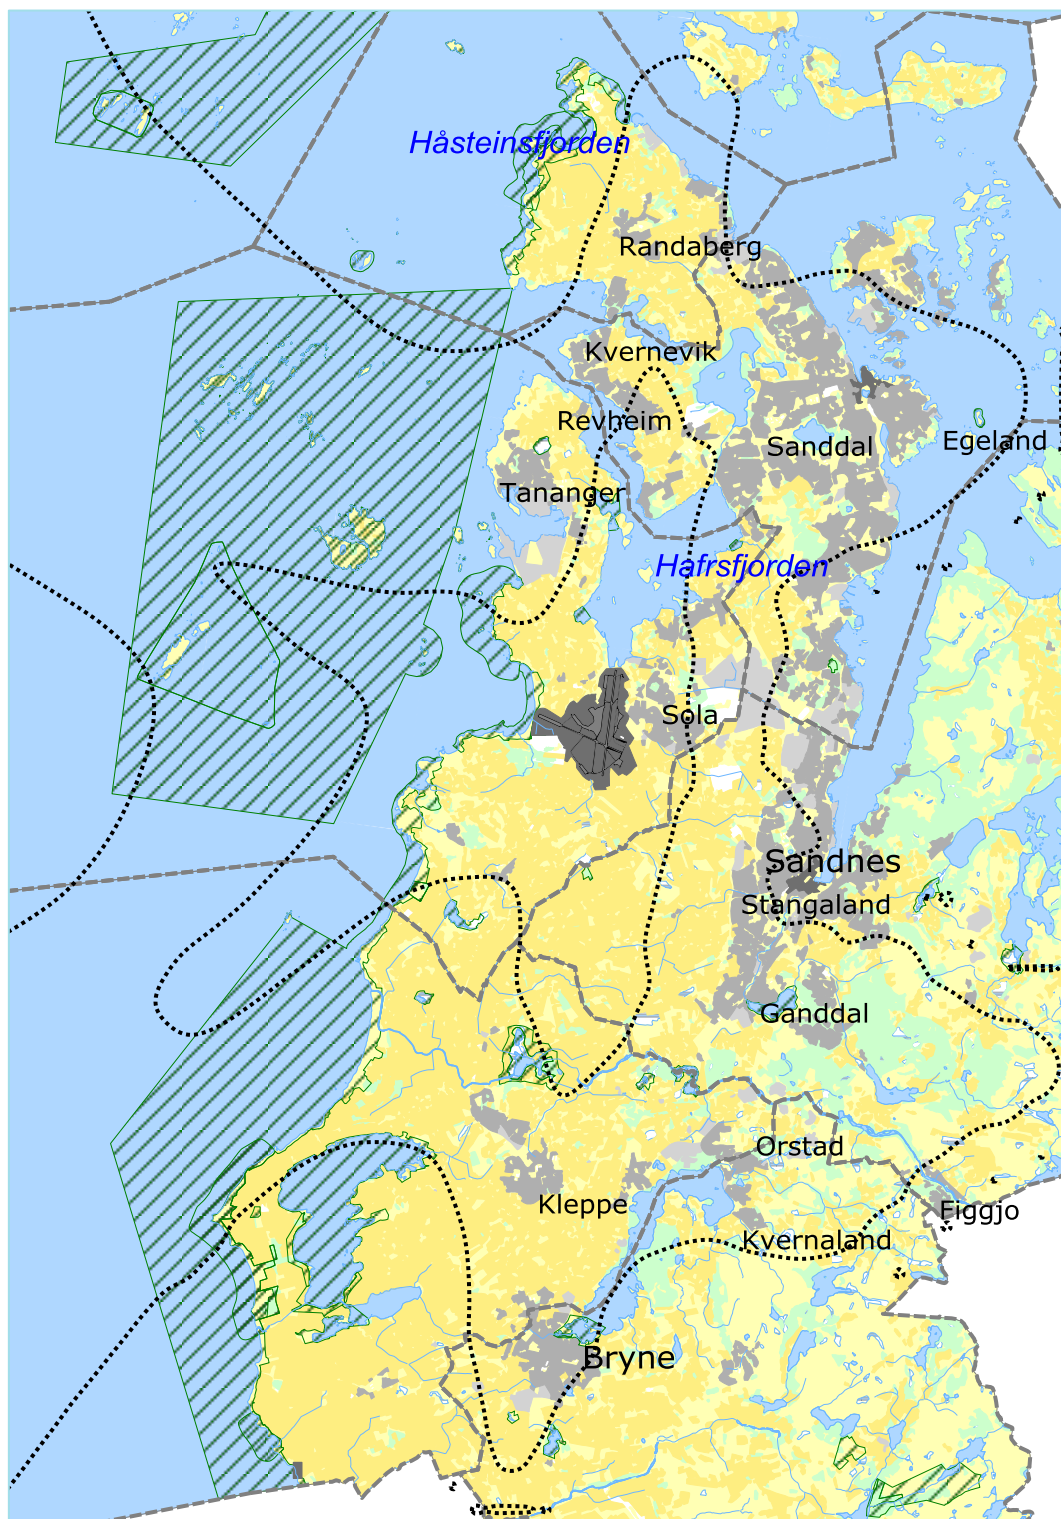 Håsteinsfjorden
Randaberg
Kvernevik
Revheim
Sanddal
Egeland
Tananger
Hafrsfjorden
Sola
Sandnes
Stangaland
Ganddal
Orstad
Kleppe
Figgjo
Kvernaland
Bryne